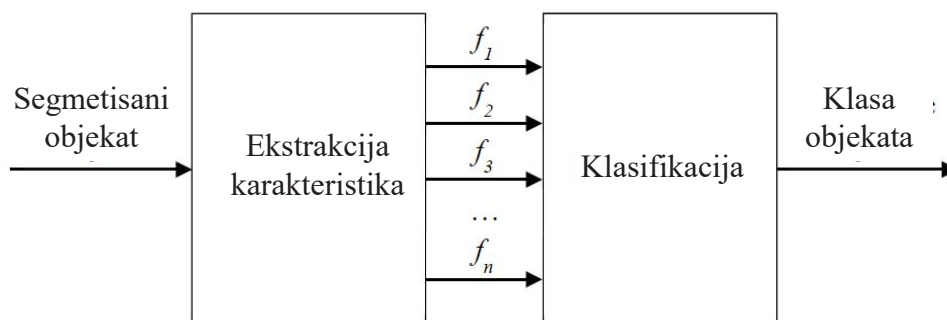 Segmetisani
objekat
Ekstrakcija
karakteristika
f1
f2
f3
...
fn
Klasifikacija
Klasa
objekata